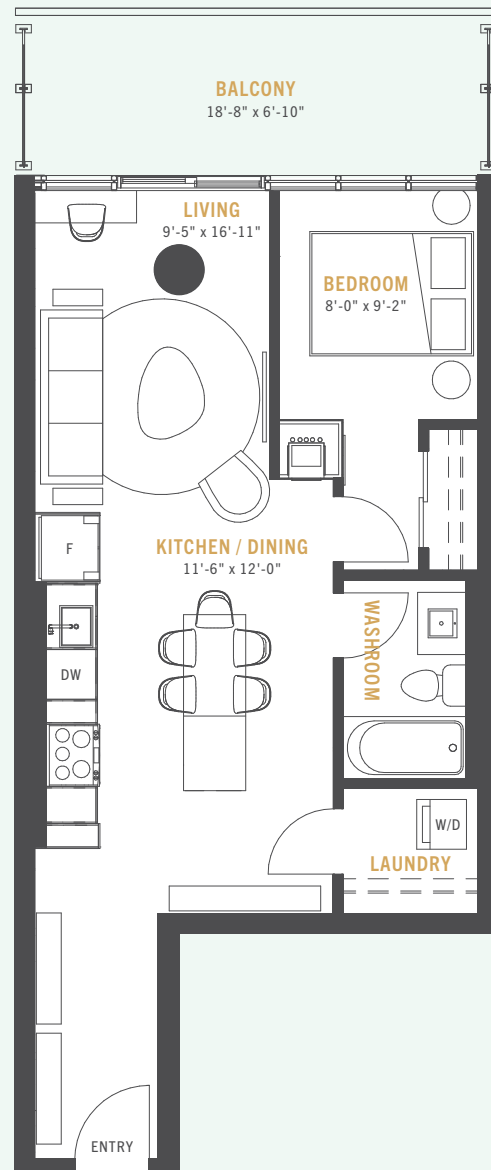 BALCONY
18'-8" x 6'-10"
LIVING
9'-5" x 16'-11"
BEDROOM
8'-0" x 9'-2"
KITCHEN / DINING
11'-6" x 12'-0"
F
DW
WASHROOM
W/D
LAUNDRY
ENTRY